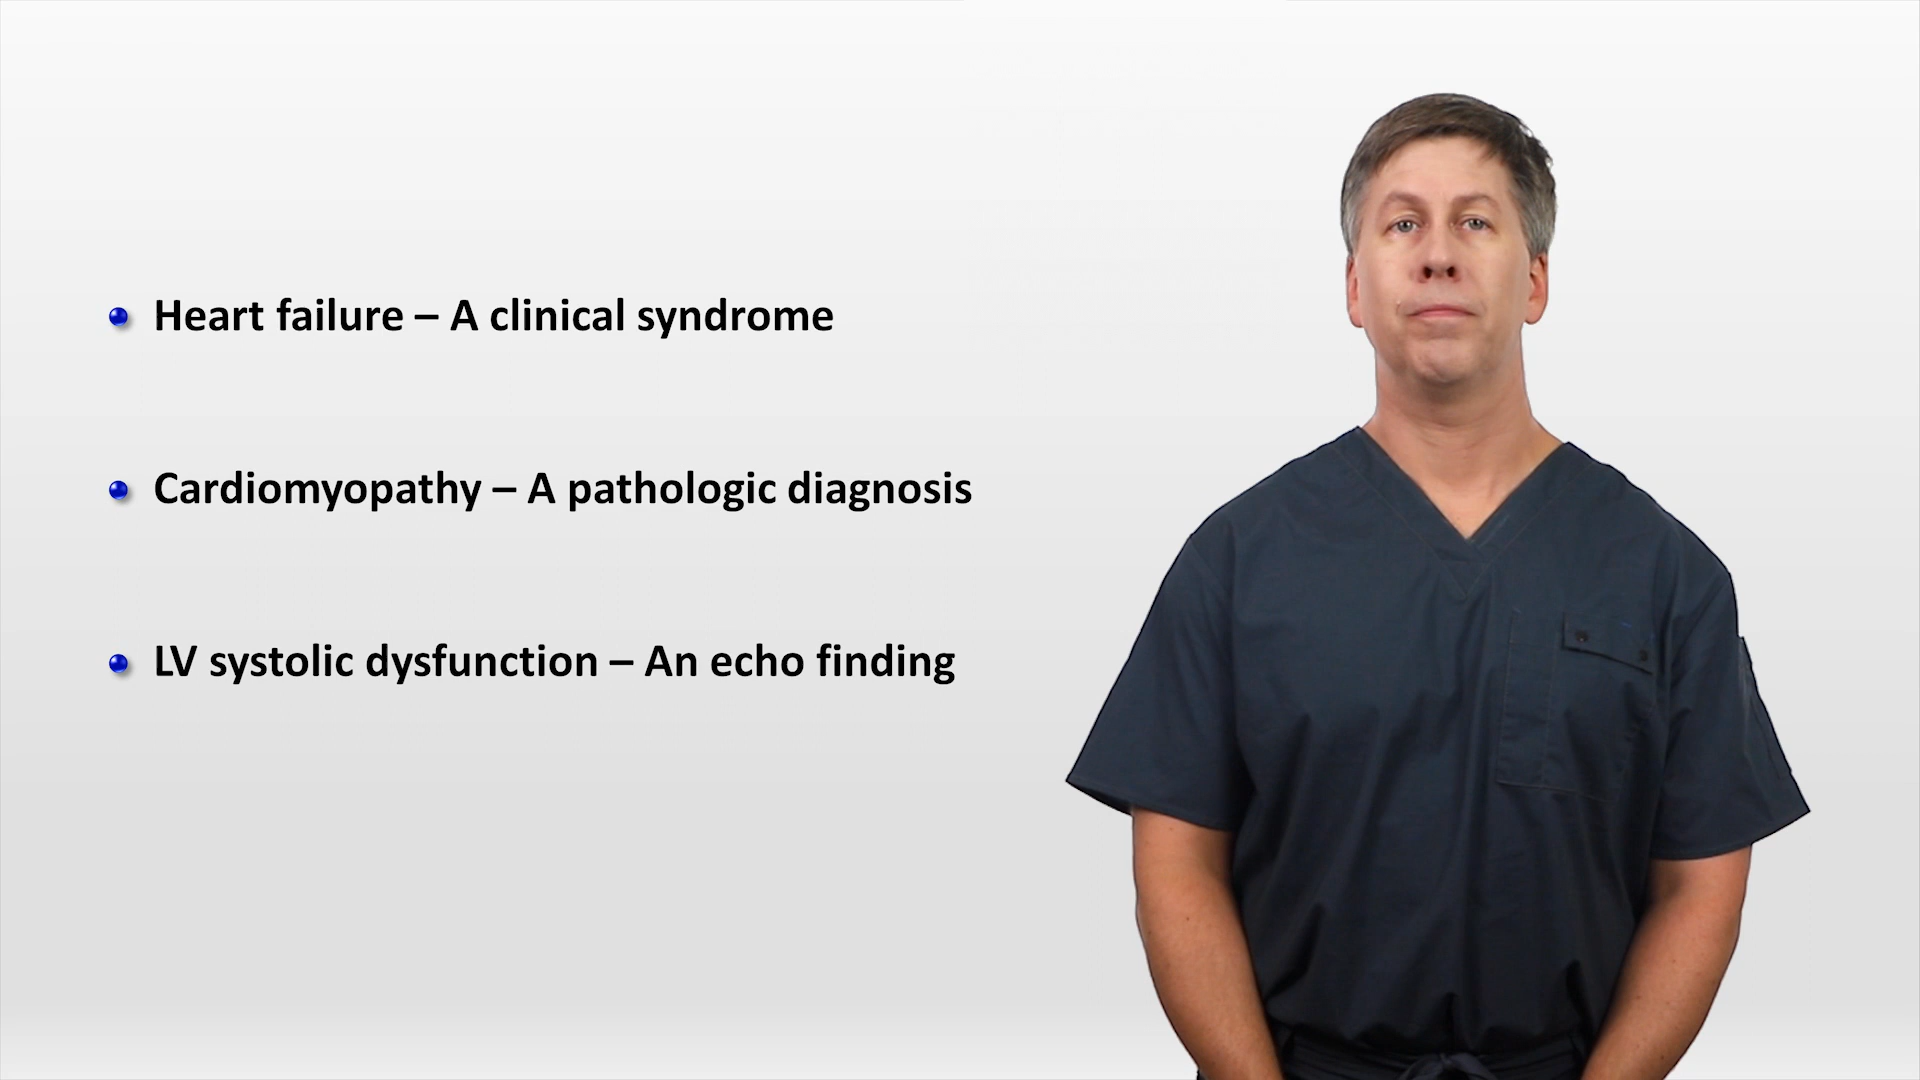 Heart failure – A clinical syndrome
Cardiomyopathy – A pathologic diagnosis
LV systolic dysfunction – An echo finding